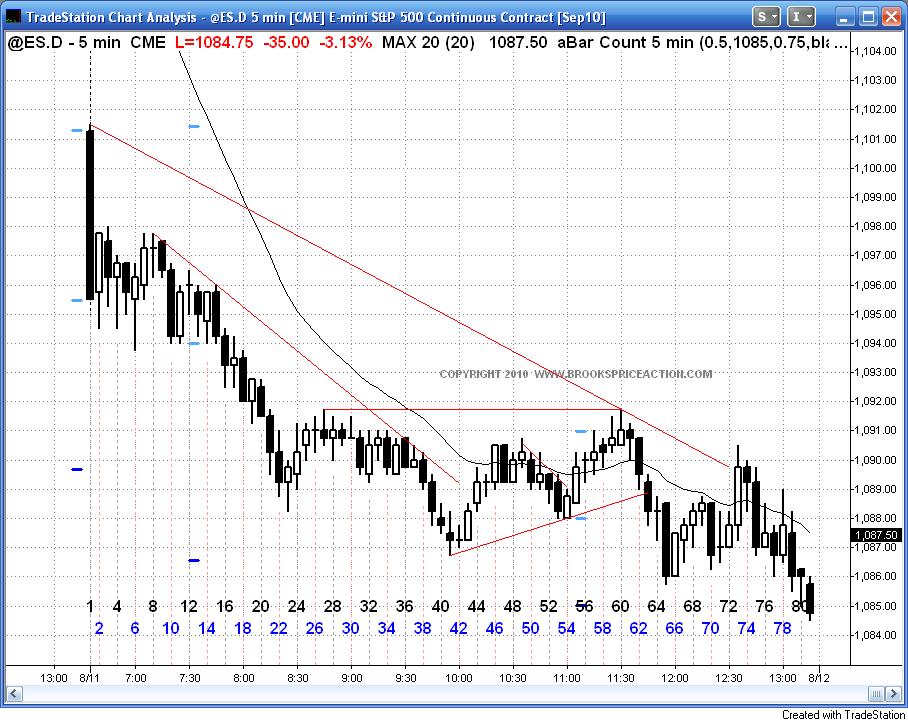 TradeStation Chart Analysis - @ES.D 5 min [CME] E-mini S&P 500 Continuous Contract [Sep10]
S I
@ES.D - 5 min CME L=1084.75 -35.00 -3.13% MAX 20 (20) 1087.50 aBar Count 5 min (0.5,1085,0.75,bla ...
1,104.00
1,103.00
1,102.00
1,101.00
1,100.00
1,099.00
1,098.00
1,097.00
1,096.00
1,095.00
1,094.00
1,093.00
COPYRIGHT 2010 WWW.BROOKSPRICEACTION.COM
1,092.00
1,091.00
1,090.00
1,089.00
1,088.00
1,087.50
1,087.00
1,086.00
1,085.00
1,084.00
1 4 8 12 16 20 24 28 32 36 40 44 48 52 56 60 64 68 72 76 80
2 6 10 14 18 22 26 30 34 38 42 46 50 54 58 62 66 70 74 78
13:00 8/11 7:00 7:30 8:00 8:30 9:00 9:30 10:00 10:30 11:00 11:30 12:00 12:30 13:00 8/12
Created with TradeStation